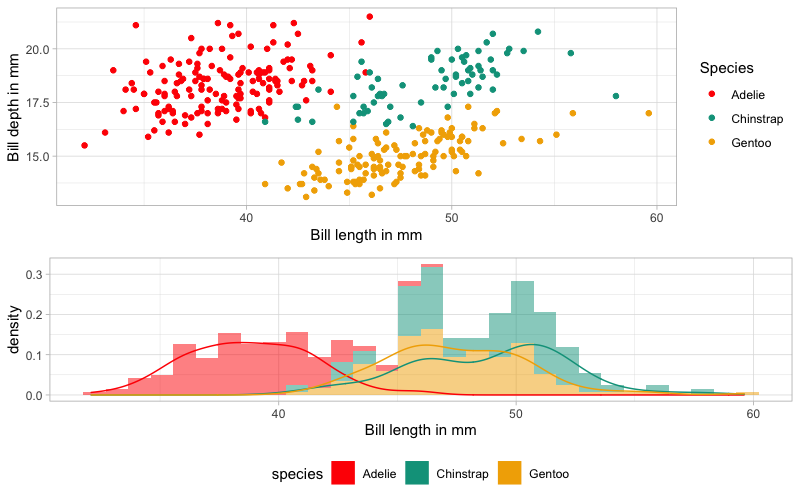 Bill depth in mm
20.0
17.5
15.0
40
50
60
Bill length in mm
Species
Adelie
Chinstrap
Gentoo
density
0.3
0.2
0.1
0.0
40
50
60
Bill length in mm
species Adelie Chinstrap Gentoo